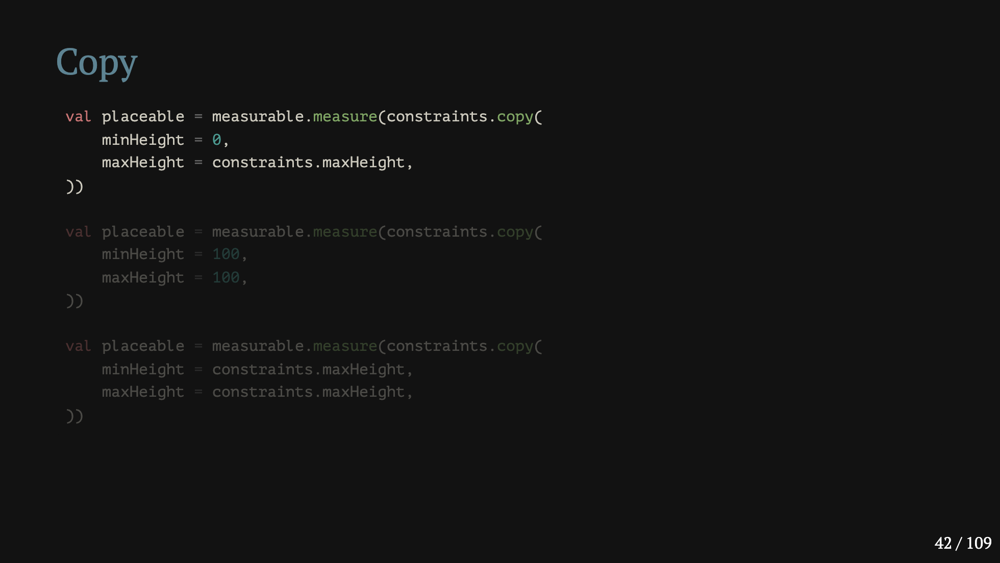 Copy
val placeable = measurable.measure(constraints.copy(
    minHeight = 0,
    maxHeight = constraints.maxHeight,
))
val placeable = measurable.measure(constraints.copy(
    minHeight = 100,
    maxHeight = 100,
))
val placeable = measurable.measure(constraints.copy(
    minHeight = constraints.maxHeight,
    maxHeight = constraints.maxHeight,
))
42 / 109